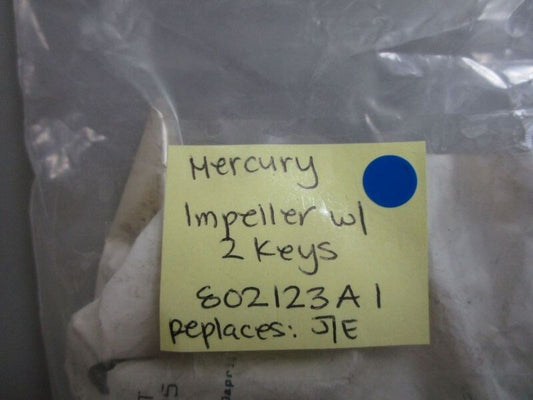 Mercury
Impeller w/
2 Keys
802123A1
Replaces: J/E